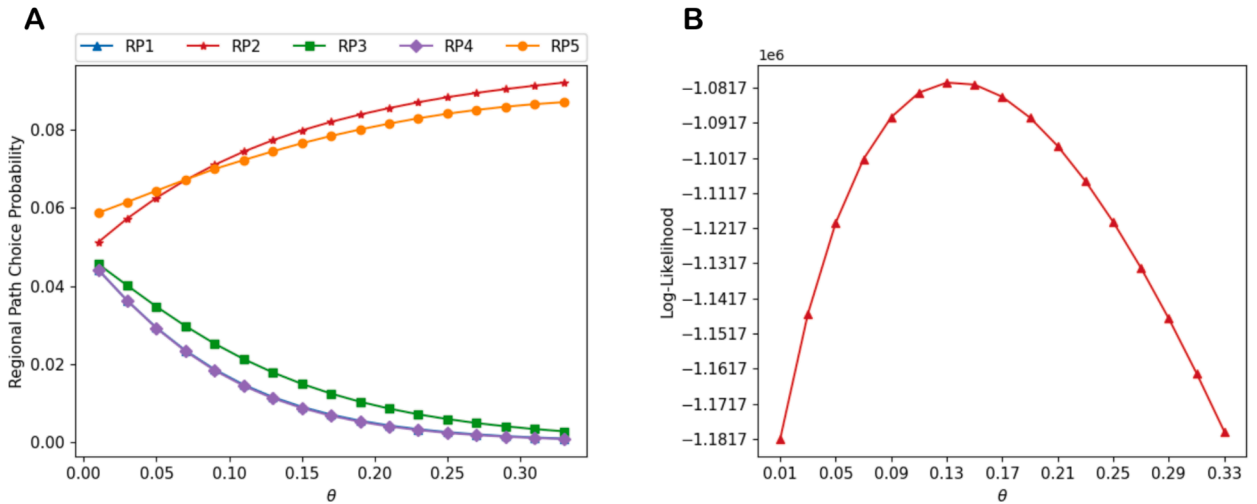 A
RP1 RP2 RP3 RP4 RP5
Regional Path Choice Probability
0.08
0.06
0.04
0.02
0.00
0.00 0.05 0.10 0.15 0.20 0.25 0.30
θ
B
1e6
Log-Likelihood
−1.0817
−1.0917
−1.1017
−1.1117
−1.1217
−1.1317
−1.1417
−1.1517
−1.1617
−1.1717
−1.1817
0.01 0.05 0.09 0.13 0.17 0.21 0.25 0.29 0.33
θ